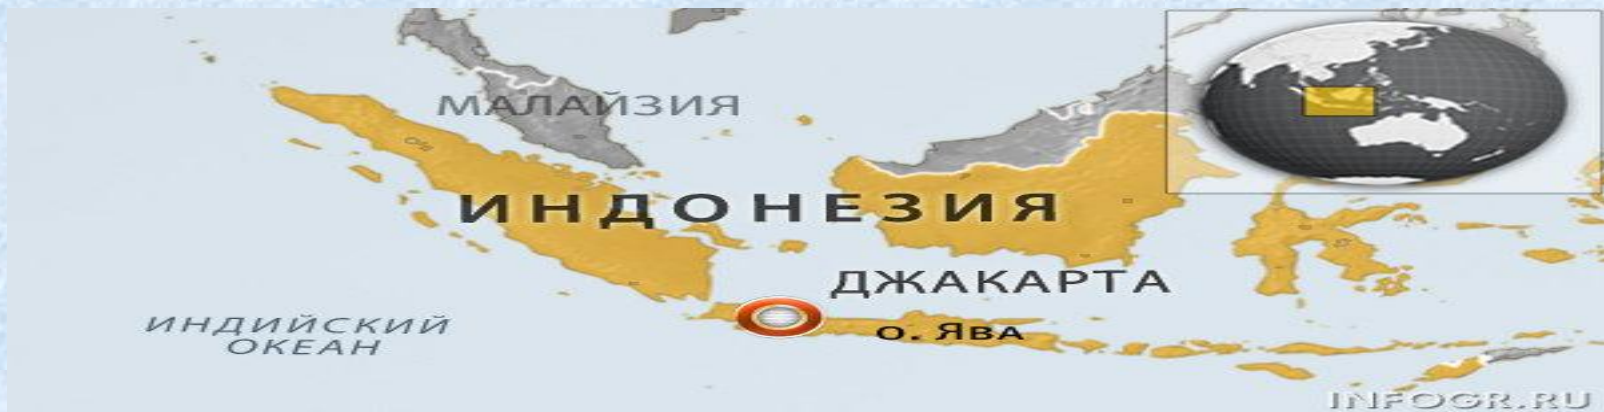 МАЛАЙЗИЯ
ИНДОНЕЗИЯ
ДЖАКАРТА
о. ЯВА
ИНДИЙСКИЙ
ОКЕАН
INFOGR.RU